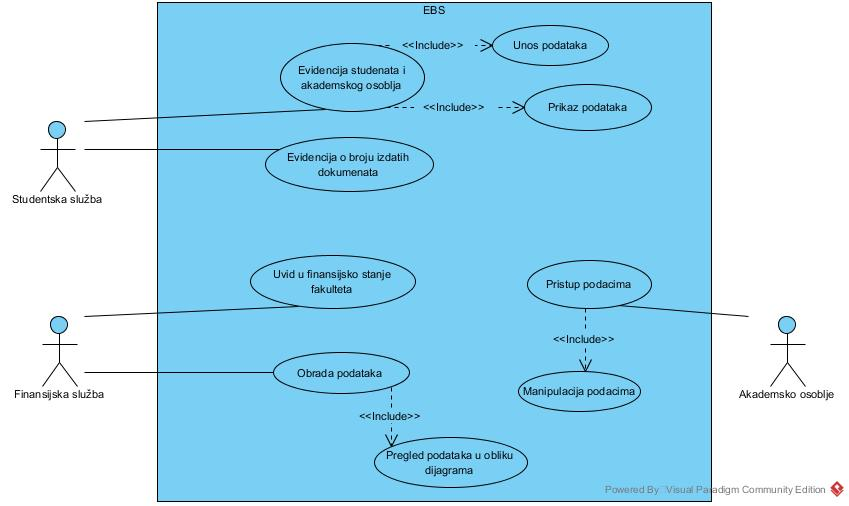 EBS
<<Include>>
Unos podataka
Evidencija studenata i
akademskog osoblja
<<Include>>
Prikaz podataka
Evidencija o broju izdatih
dokumenata
Studentska služba
Uvid u finansijsko stanje
fakulteta
Pristup podacima
<<Include>>
Finansijska služba
Obrada podataka
Manipulacija podacima
Akademsko osoblje
<<Include>>
Pregled podataka u obliku
dijagrama
Powered By Visual Paradigm Community Edition